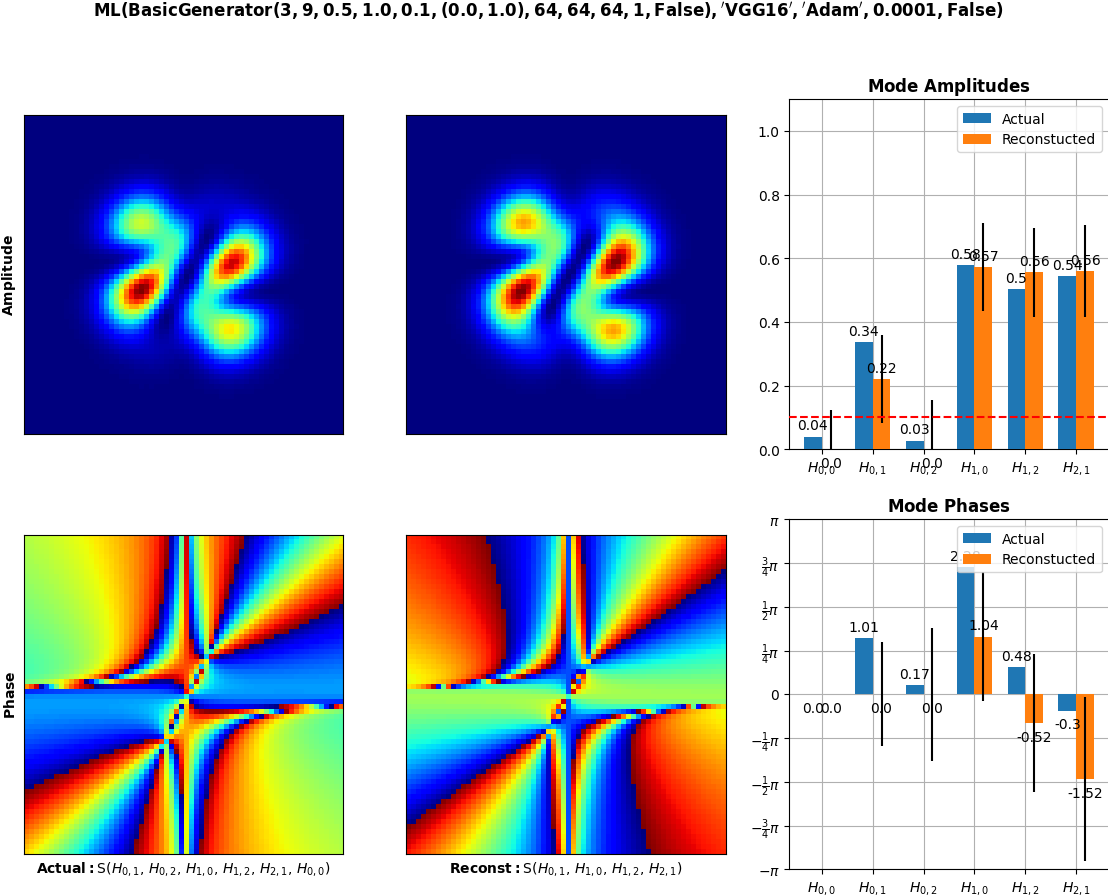 ML(BasicGenerator(3, 9, 0.5, 1.0, 0.1, (0.0, 1.0), 64, 64, 64, 1, False), ′VGG16′, ′Adam′, 0.0001, False)
Amplitude
Mode Amplitudes
Actual
Reconstucted
1.0
0.8
0.6
0.4
0.2
0.0
0.04
0.0
0.34
0.22
0.03
0.0
0.58
0.57
0.5
0.56
0.54
0.56
H0,0
H0,1
H0,2
H1,0
H1,2
H2,1
Phase
Actual: S(H0,1, H0,2, H1,0, H1,2, H2,1, H0,0)
Reconst: S(H0,1, H1,0, H1,2, H2,1)
Mode Phases
Actual
Reconstucted
π
3/4π
1/2π
1/4π
0
−1/4π
−1/2π
−3/4π
−π
0.0
0.0
1.01
0.0
0.17
0.0
1.04
0.48
-0.52
-0.3
-1.52
H0,0
H0,1
H0,2
H1,0
H1,2
H2,1